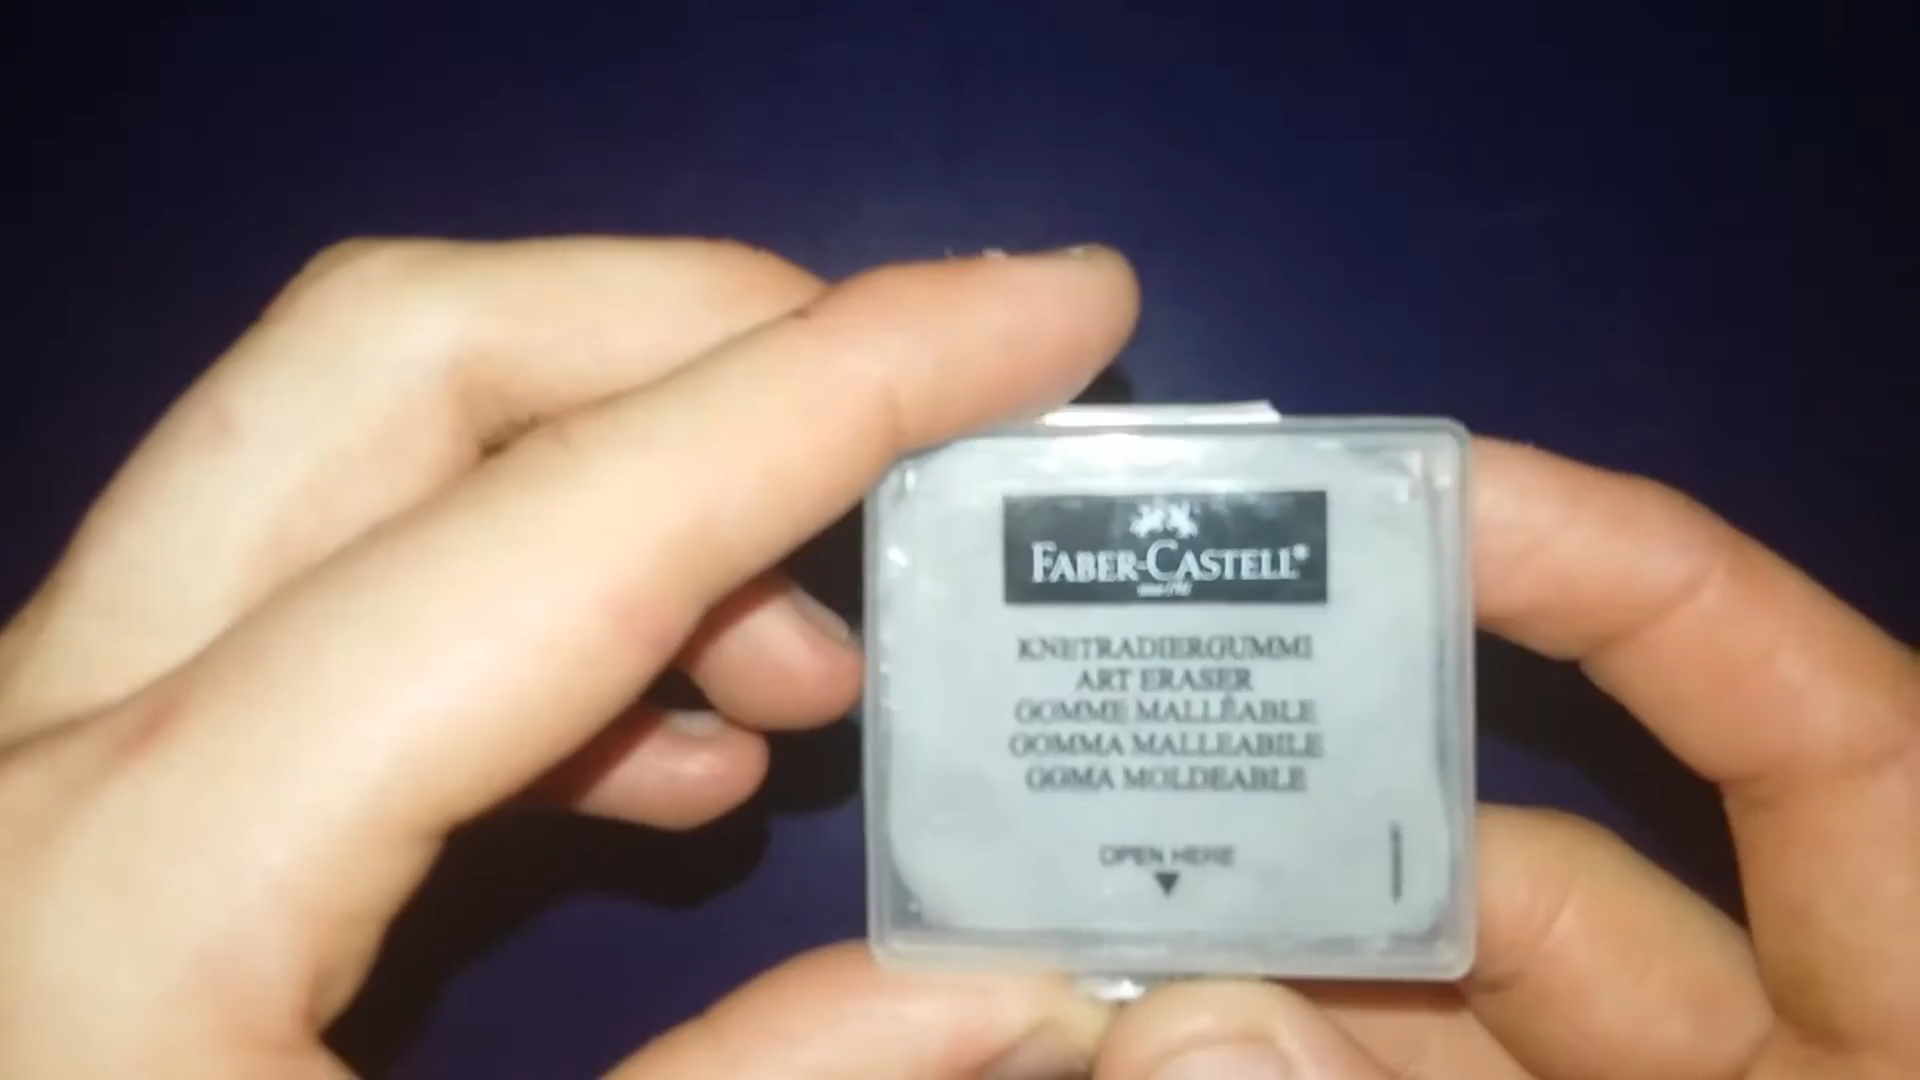 FABER-CASTELL®
KNETRADIERGUMMI
ART ERASER
GOMME MALLÉABLE
GOMMA MALLEABILE
GOMA MOLDEABLE
OPEN HERE